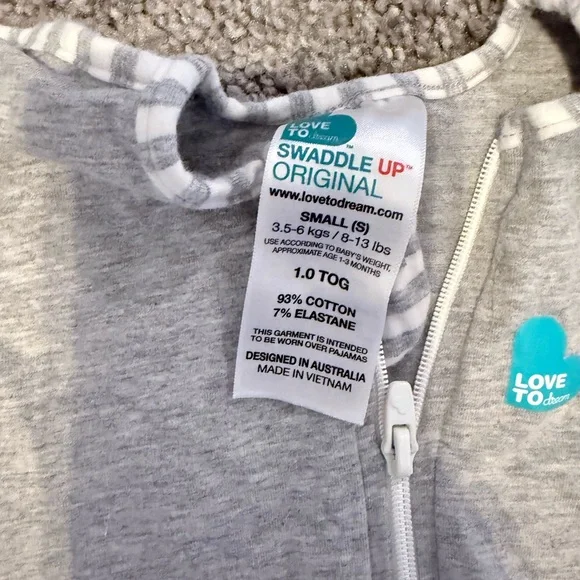 LOVE
TO dream™
SWADDLE UP™
ORIGINAL
www.lovetodream.com
SMALL (S)
3.5-6 kgs / 8-13 lbs
USE ACCORDING TO BABY'S WEIGHT,
APPROXIMATE AGE 1-3 MONTHS
1.0 TOG
93% COTTON
7% ELASTANE
THIS GARMENT IS INTENDED
TO BE WORN OVER PAJAMAS
DESIGNED IN AUSTRALIA
MADE IN VIETNAM
LOVE
TO dream